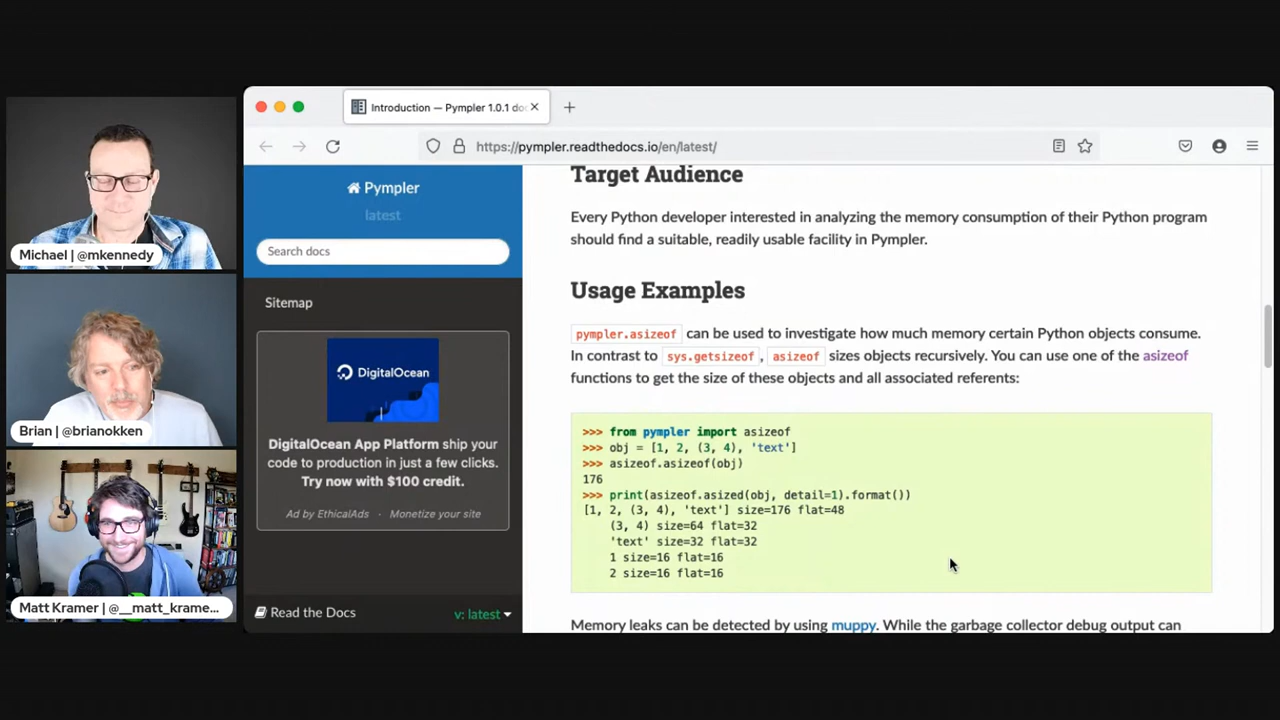 Introduction — Pympler 1.0.1 do
https://pympler.readthedocs.io/en/latest/
Michael | @mkennedy
Brian | @brianokken
Matt Kramer | @__matt_krame...
Pympler
latest
Search docs
Sitemap
DigitalOcean
DigitalOcean App Platform ship your
code to production in just a few clicks.
Try now with $100 credit.
Ad by EthicalAds · Monetize your site
Read the Docs
v: latest
Target Audience
Every Python developer interested in analyzing the memory consumption of their Python program
should find a suitable, readily usable facility in Pympler.
Usage Examples
pympler.asizeof can be used to investigate how much memory certain Python objects consume.
In contrast to sys.getsizeof, asizeof sizes objects recursively. You can use one of the asizeof
functions to get the size of these objects and all associated referents:
>>> from pympler import asizeof
>>> obj = [1, 2, (3, 4), 'text']
>>> asizeof.asizeof(obj)
176
>>> print(asizeof.asized(obj, detail=1).format())
[1, 2, (3, 4), 'text'] size=176 flat=48
(3, 4) size=64 flat=32
'text' size=32 flat=32
1 size=16 flat=16
2 size=16 flat=16
Memory leaks can be detected by using muppy. While the garbage collector debug output can